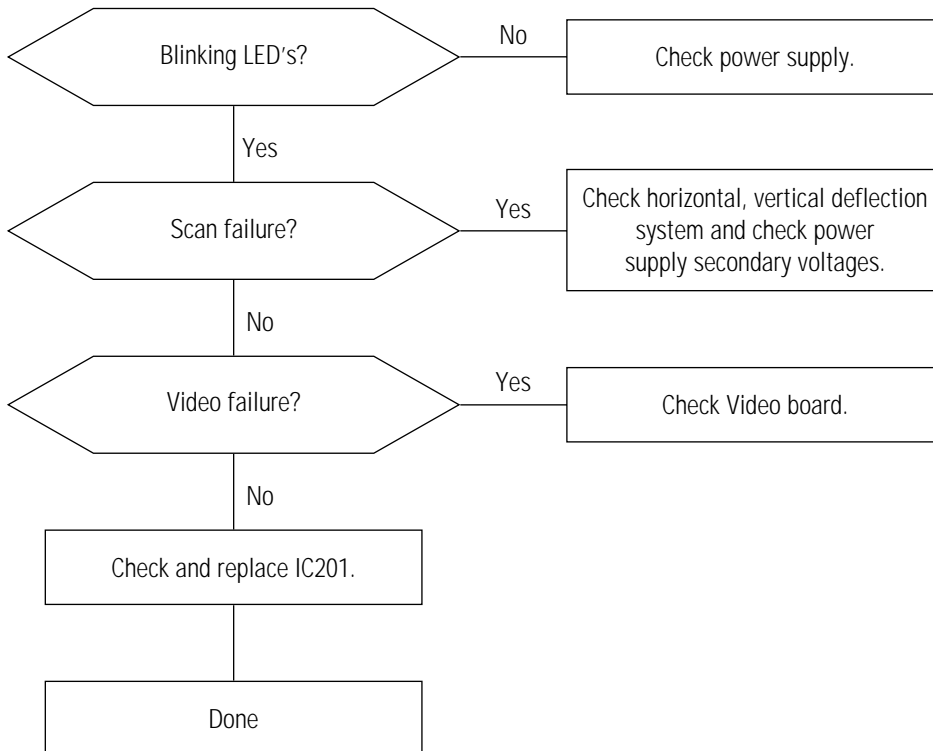 Blinking LED's?
No
Check power supply.
Yes
Scan failure?
Yes
Check horizontal, vertical deflection
system and check power
supply secondary voltages.
No
Video failure?
Yes
Check Video board.
No
Check and replace IC201.
Done